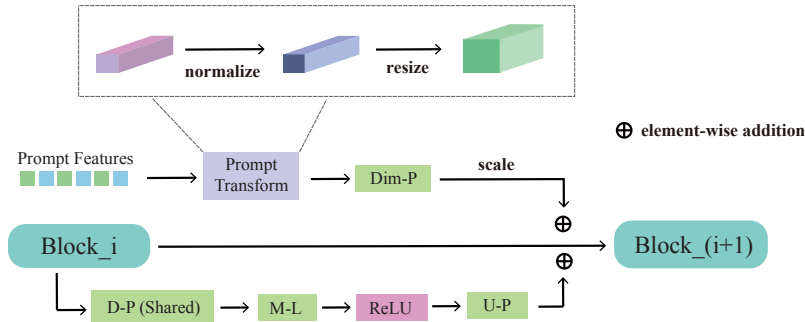 normalize
resize
⊕ element-wise addition
Prompt Features
Prompt
Transform
Dim-P
scale
Block_i
Block_(i+1)
D-P (Shared)
M-L
ReLU
U-P